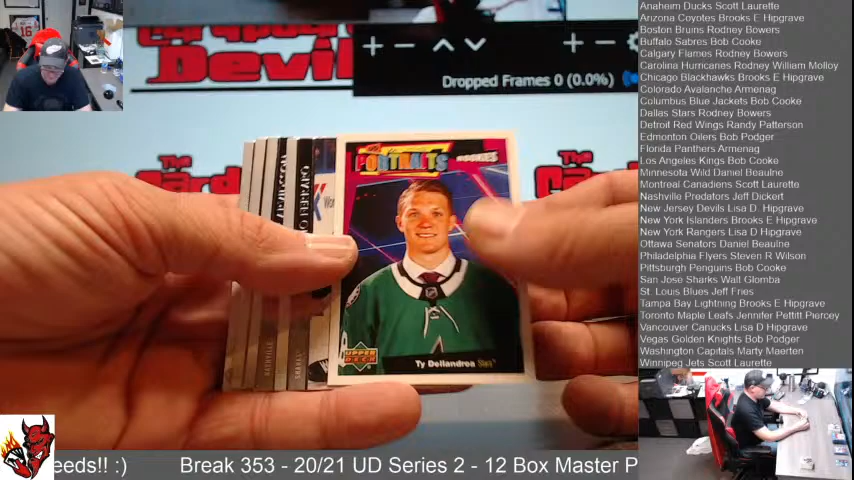 Dropped Frames 0 (0.0%)
The
Devil
The
The
UD PORTRAITS ROOKIES
UPPER DECK
Ty Dellandrea Stars
eeds!! :) Break 353 - 20/21 UD Series 2 - 12 Box Master P
Anaheim Ducks Scott Laurette
Arizona Coyotes Brooks E Hipgrave
Boston Bruins Rodney Bowers
Buffalo Sabres Bob Cooke
Calgary Flames Rodney Bowers
Carolina Hurricanes Rodney William Molloy
Chicago Blackhawks Brooks E Hipgrave
Colorado Avalanche Armenag
Columbus Blue Jackets Bob Cooke
Dallas Stars Rodney Bowers
Detroit Red Wings Randy Patterson
Edmonton Oilers Bob Podger
Florida Panthers Armenag
Los Angeles Kings Bob Cooke
Minnesota Wild Daniel Beaulne
Montreal Canadiens Scott Laurette
Nashville Predators Jeff Dickert
New Jersey Devils Lisa D. Hipgrave
New York Islanders Brooks E Hipgrave
New York Rangers Lisa D Hipgrave
Ottawa Senators Daniel Beaulne
Philadelphia Flyers Steven R Wilson
Pittsburgh Penguins Bob Cooke
San Jose Sharks Walt Glomba
St. Louis Blues Jeff Fries
Tampa Bay Lightning Brooks E Hipgrave
Toronto Maple Leafs Jennifer Pettitt Piercey
Vancouver Canucks Lisa D Hipgrave
Vegas Golden Knights Bob Podger
Washington Capitals Marty Maerten
Winnipeg Jets Scott Laurette